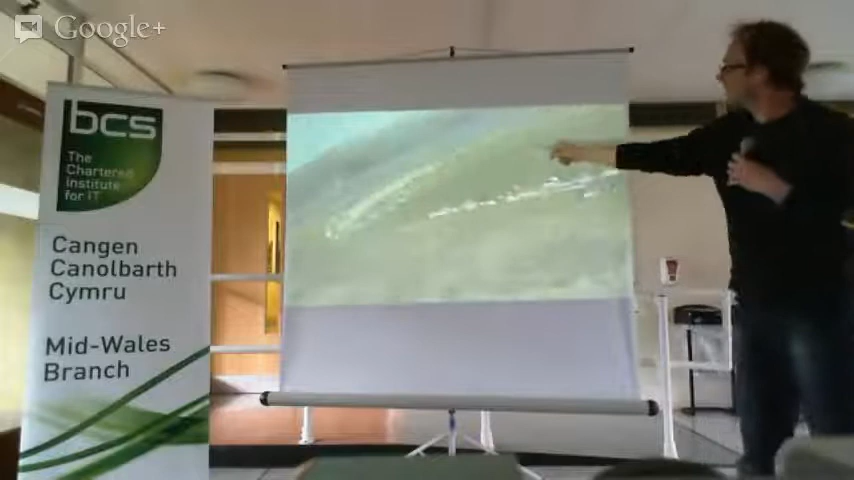 Google+
bcs
The
Chartered
Institute
for IT
Cangen
Canolbarth
Cymru
Mid-Wales
Branch